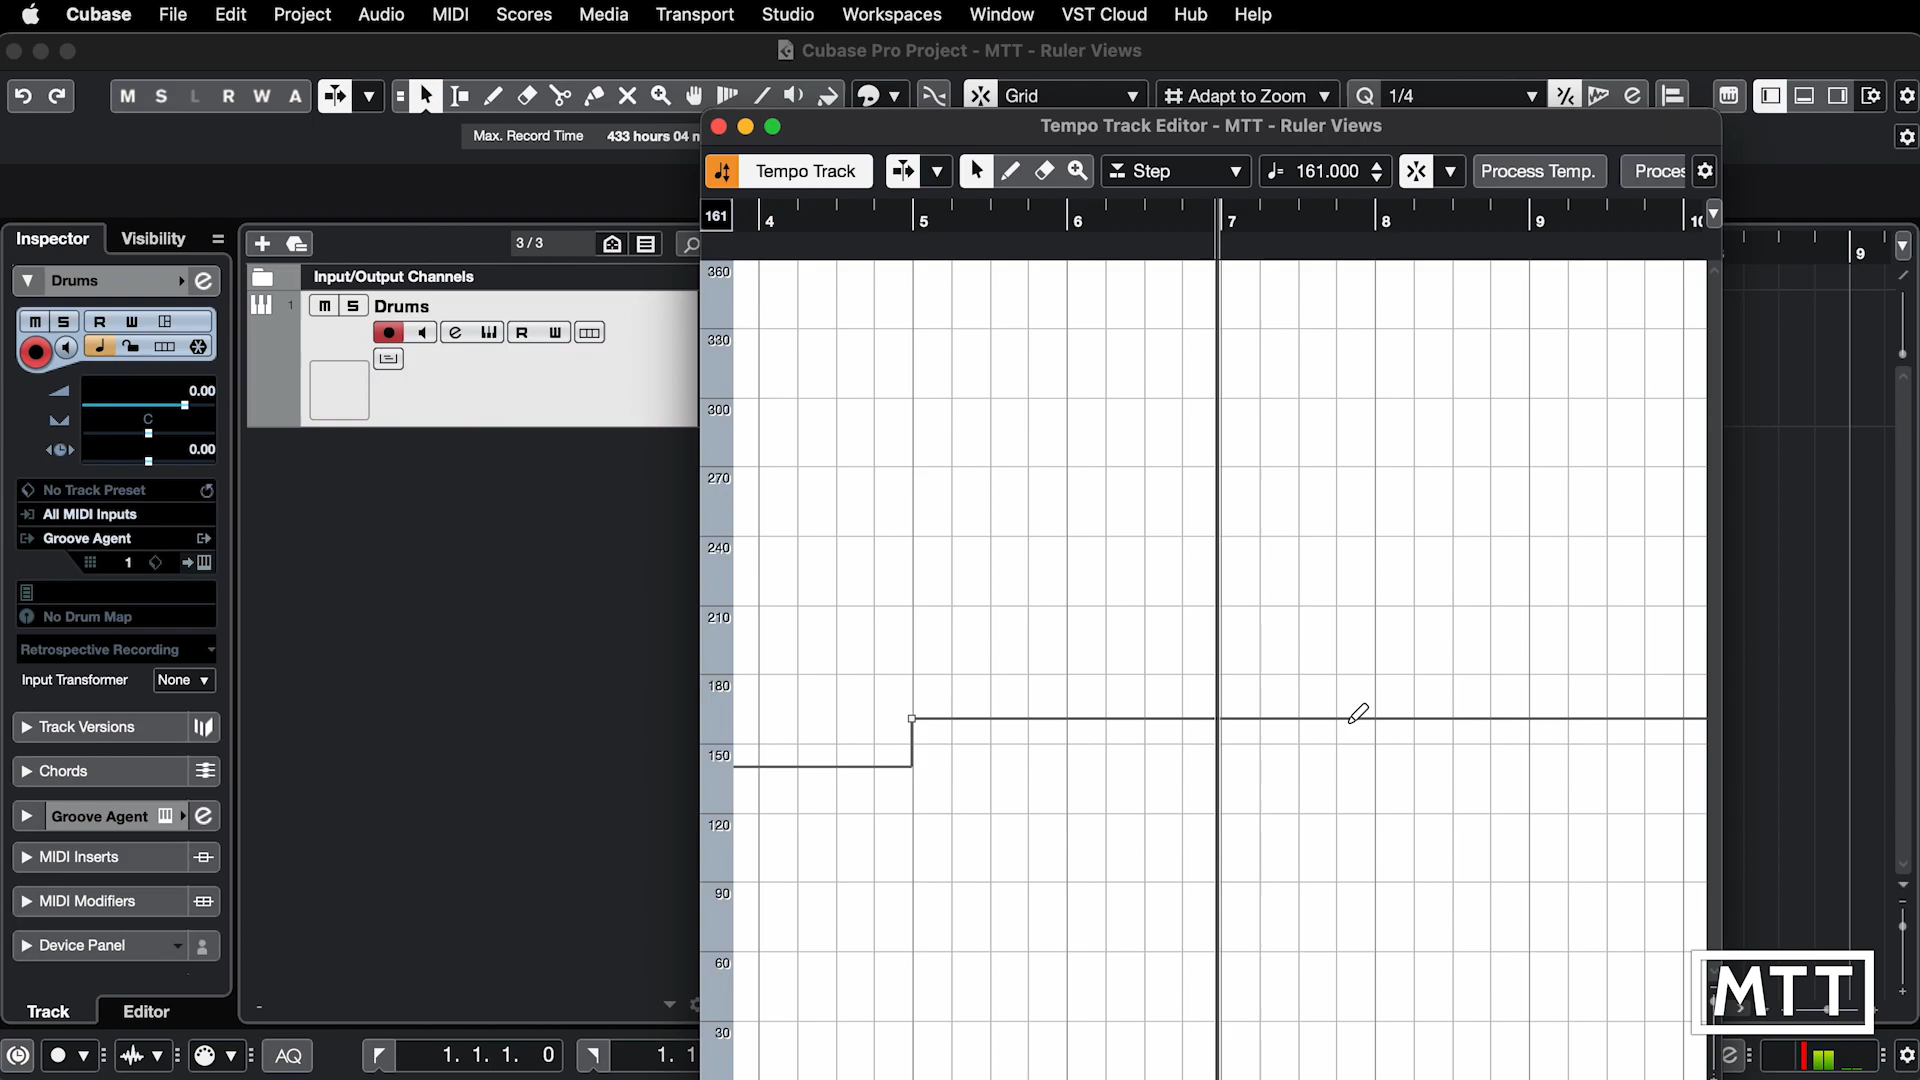 Cubase File Edit Project Audio MIDI Scores Media Transport Studio Workspaces Window VST Cloud Hub Help
Cubase Pro Project - MTT - Ruler Views
M S L R W A Grid # Adapt to Zoom Q 1/4
Max. Record Time 433 hours 04 m
Tempo Track Editor - MTT - Ruler Views
Tempo Track Step 161.000 Process Temp. Proces
161 4 5 6 7 8 9 10
Inspector Visibility
3 / 3
9
Drums
Input/Output Channels
1 m S Drums
m S R W
e R W
0.00
C
0.00
No Track Preset
All MIDI Inputs
Groove Agent
1
No Drum Map
Retrospective Recording
Input Transformer None
Track Versions
Chords
Groove Agent
MIDI Inserts
MIDI Modifiers
Device Panel
Track Editor
360
330
300
270
240
210
180
150
120
90
60
30
MTT
AQ 1. 1. 1. 0 1. 1